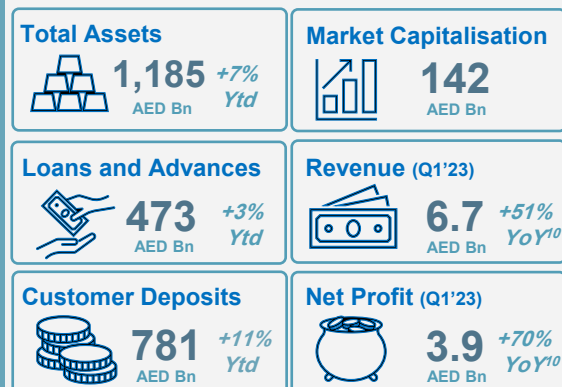 Total Assets
1,185 +7%
AED Bn Ytd
Market Capitalisation
142
AED Bn
Loans and Advances
473 +3%
AED Bn Ytd
Revenue (Q1’23)
6.7 +51%
AED Bn YoY¹⁰
Customer Deposits
781 +11%
AED Bn Ytd
Net Profit (Q1’23)
3.9 +70%
AED Bn YoY¹⁰